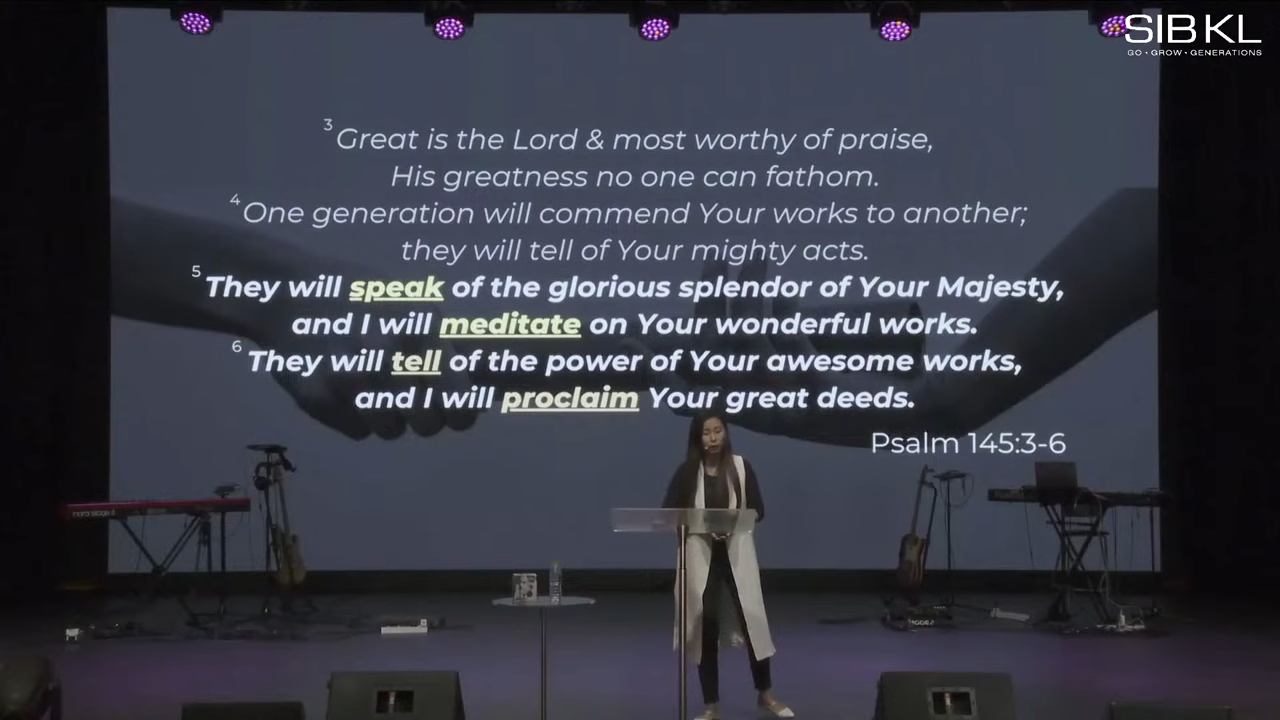 SIBKL
GO • GROW • GENERATIONS
3 Great is the Lord & most worthy of praise,
His greatness no one can fathom.
4 One generation will commend Your works to another;
they will tell of Your mighty acts.
5 They will speak of the glorious splendor of Your Majesty,
and I will meditate on Your wonderful works.
6 They will tell of the power of Your awesome works,
and I will proclaim Your great deeds.
Psalm 145:3-6